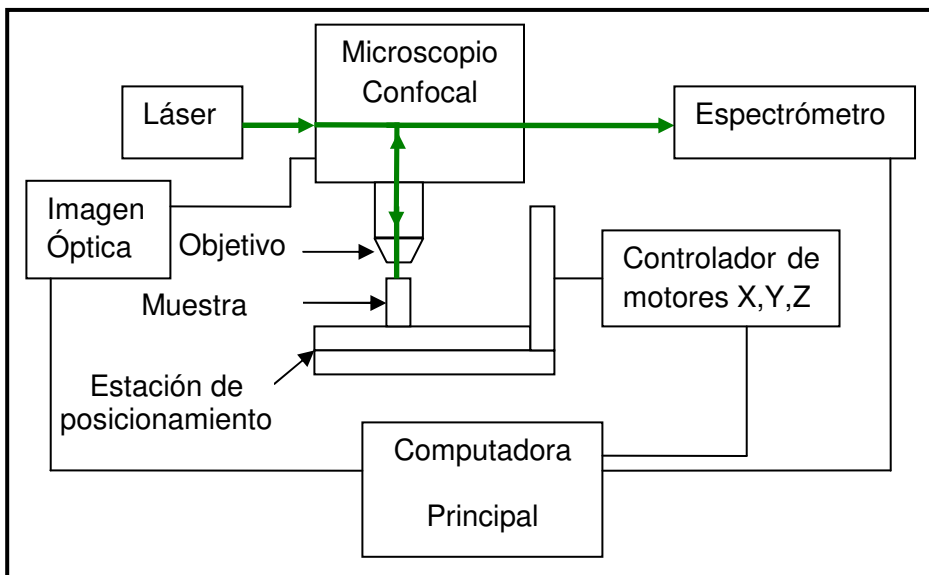 Microscopio
Confocal
Láser
Espectrómetro
Imagen
Óptica
Objetivo
Controlador de
motores X,Y,Z
Muestra
Estación de
posicionamiento
Computadora
Principal